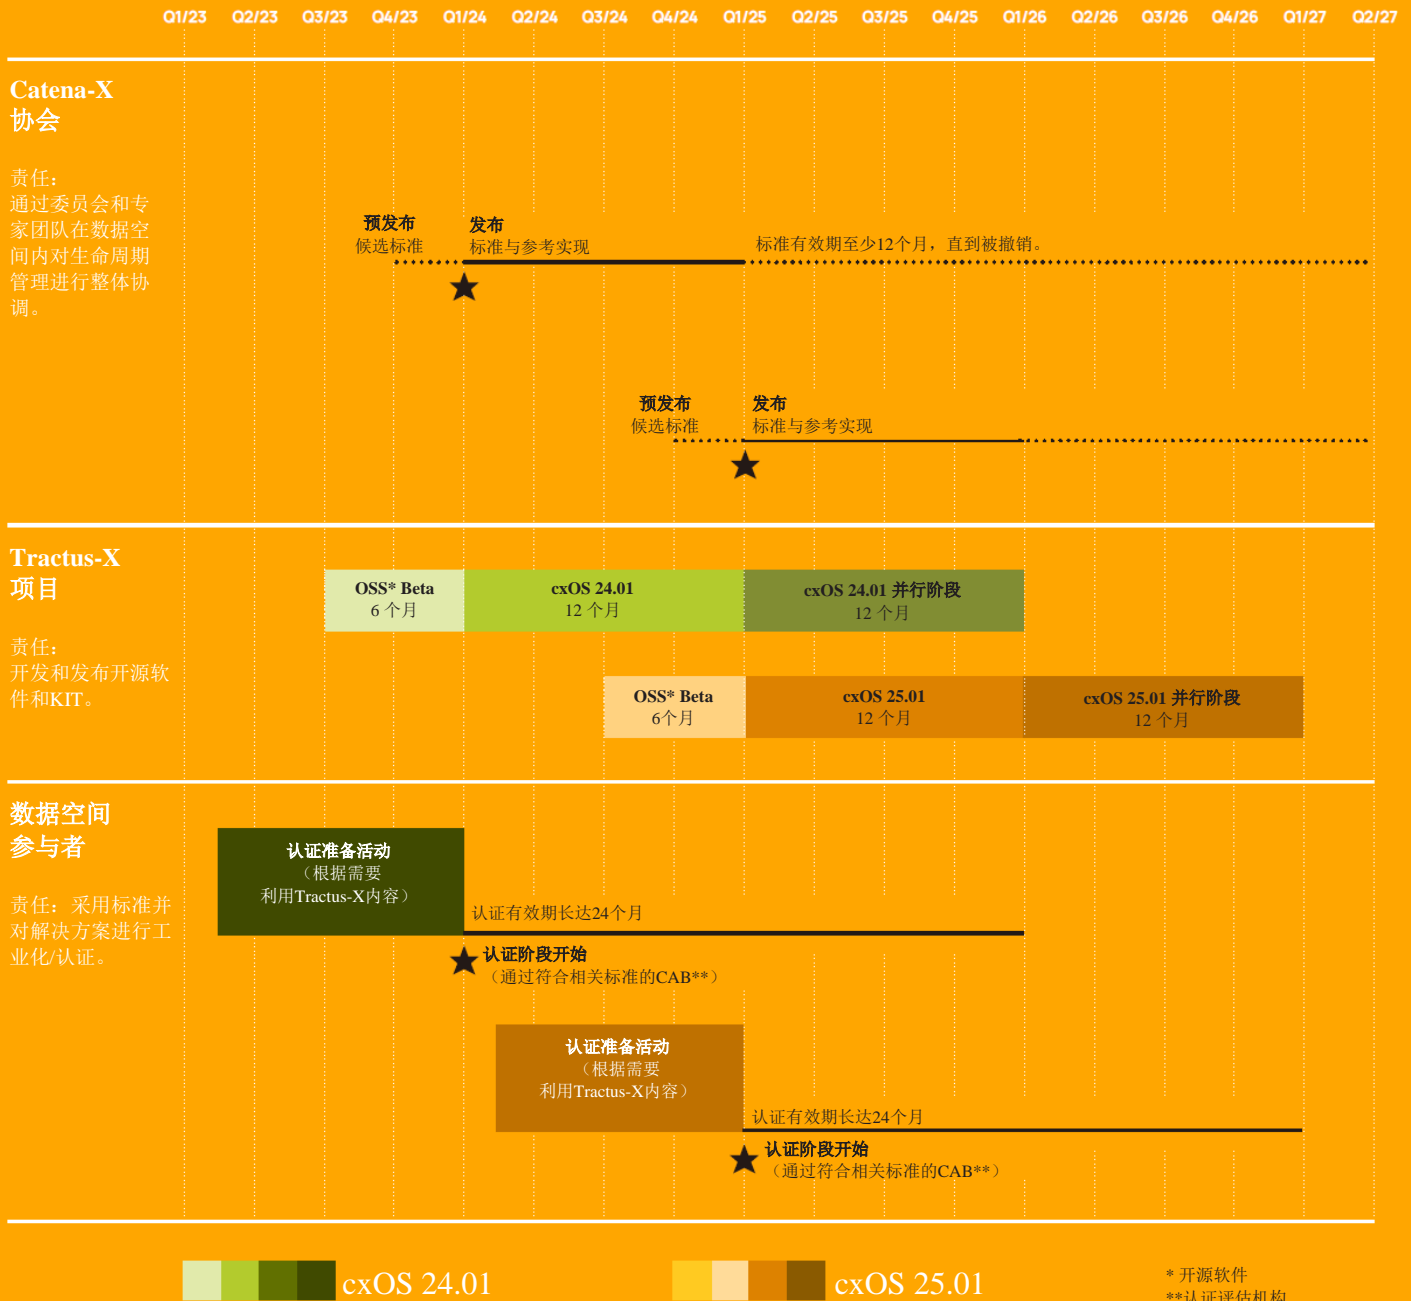 Q1/23 Q2/23 Q3/23 Q4/23 Q1/24 Q2/24 Q3/24 Q4/24 Q1/25 Q2/25 Q3/25 Q4/25 Q1/26 Q2/26 Q3/26 Q4/26 Q1/27 Q2/27
Catena-X
协会
责任：
通过委员会和专
家团队在数据空
间内对生命周期
管理进行整体协
调。
预发布
候选标准
发布
标准与参考实现
标准有效期至少12个月，直到被撤销。
预发布
候选标准
发布
标准与参考实现
Tractus-X
项目
责任：
开发和发布开源软
件和KIT。
OSS* Beta
6 个月
cxOS 24.01
12 个月
cxOS 24.01 并行阶段
12 个月
OSS* Beta
6个月
cxOS 25.01
12 个月
cxOS 25.01 并行阶段
12 个月
数据空间
参与者
责任：采用标准并
对解决方案进行工
业化/认证。
认证准备活动
（根据需要
利用Tractus-X内容）
认证有效期长达24个月
认证阶段开始
（通过符合相关标准的CAB**）
认证准备活动
（根据需要
利用Tractus-X内容）
认证有效期长达24个月
认证阶段开始
（通过符合相关标准的CAB**）
cxOS 24.01
cxOS 25.01
* 开源软件
**认证评估机构